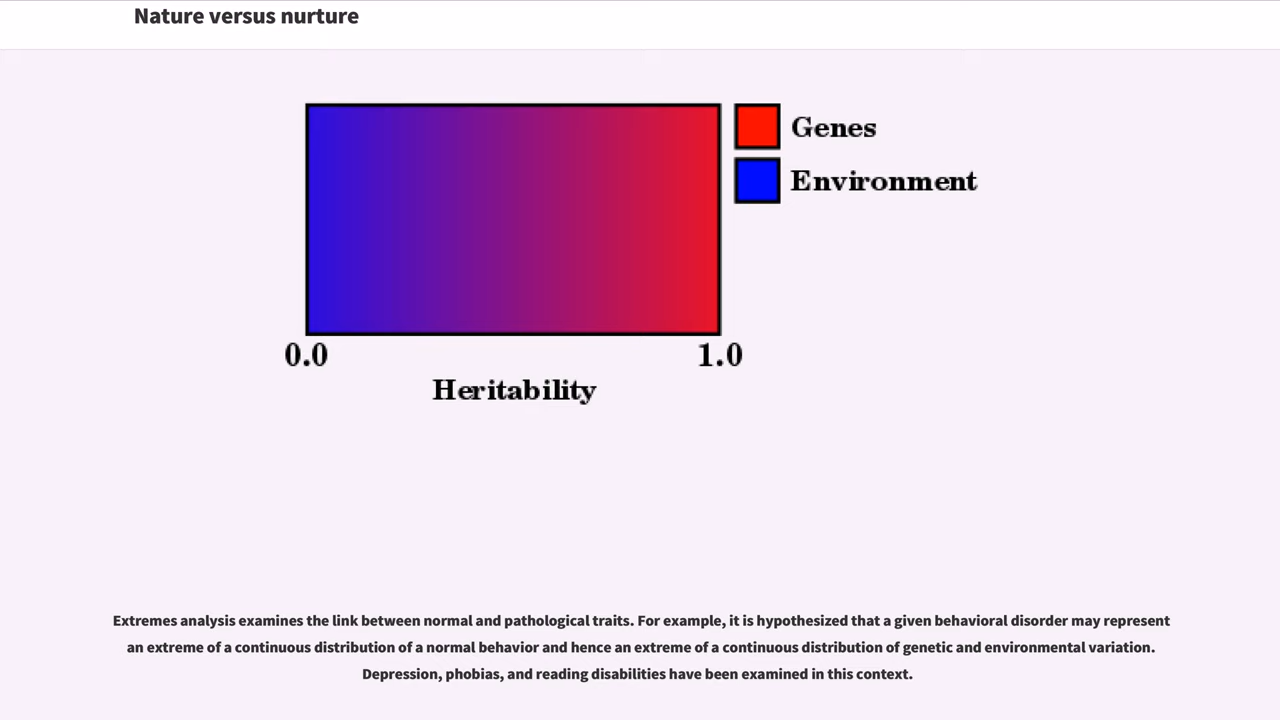 Nature versus nurture
Genes
Environment
0.0 1.0
Heritability
Extremes analysis examines the link between normal and pathological traits. For example, it is hypothesized that a given behavioral disorder may represent
an extreme of a continuous distribution of a normal behavior and hence an extreme of a continuous distribution of genetic and environmental variation.
Depression, phobias, and reading disabilities have been examined in this context.